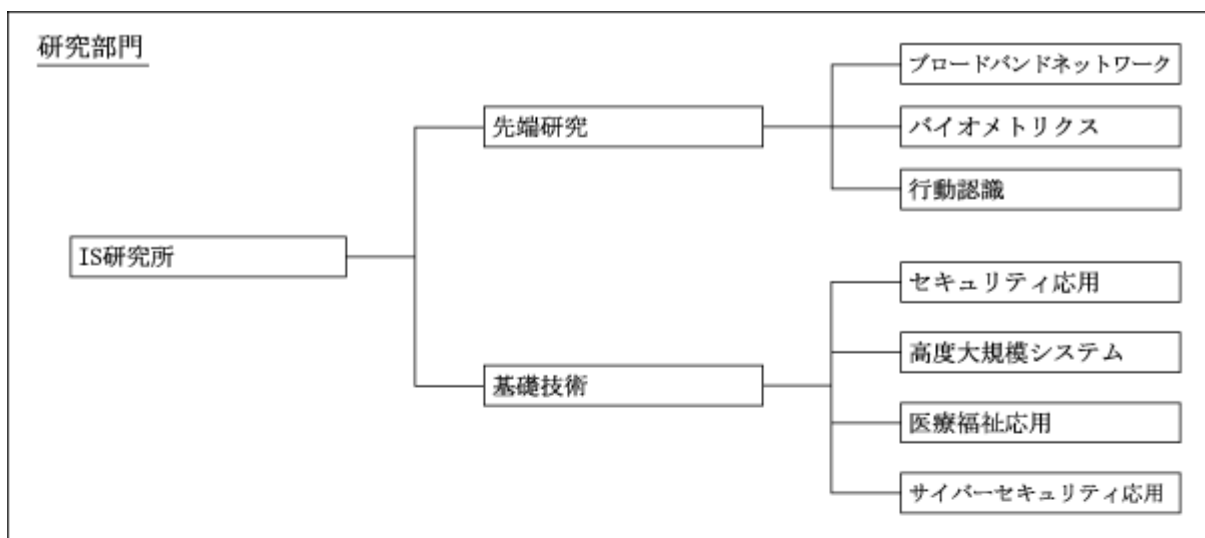 研究部門
IS研究所
先端研究
ブロードバンドネットワーク
バイオメトリクス
行動認識
基礎技術
セキュリティ応用
高度大規模システム
医療福祉応用
サイバーセキュリティ応用